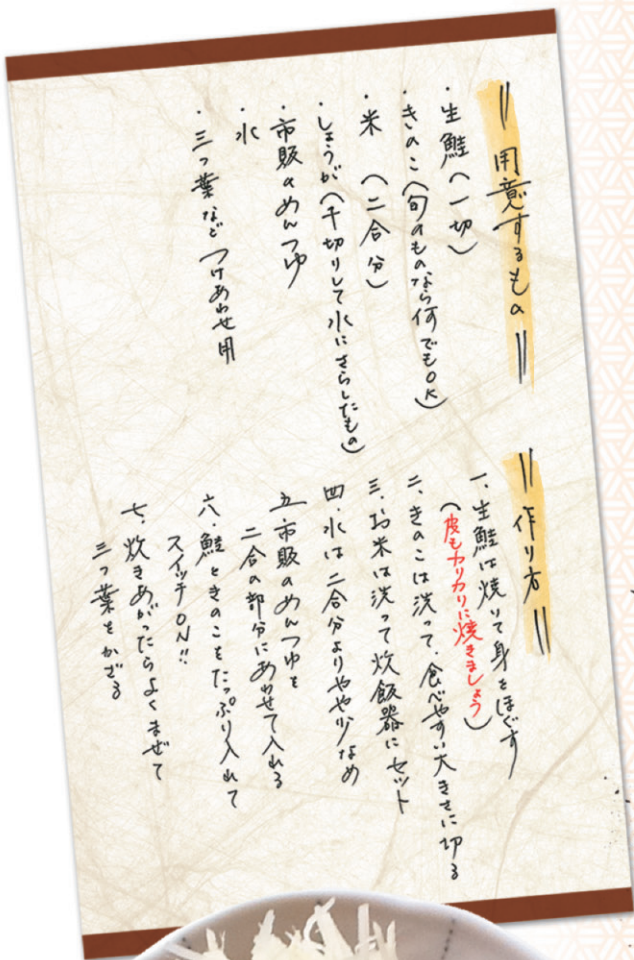 ＝用意するもの＝
・生鮭（一切）
・きのこ（旬のものなら何でもOK）
・米（二合分）
・しょうが（千切りして水にさらしたもの）
・市販のめんつゆ
・水
・三つ葉など つけあわせ用
＝作り方＝
一、生鮭は焼いて身をほぐす
（皮もカリカリに焼きましょう）
二、きのこは洗って、食べやすい大きさに切る
三、お米は洗って炊飯器にセット
四、水は二合分よりやや少なめ
五、市販のめんつゆを
二合の部分にあわせて入れる
六、鮭ときのこをたっぷり入れて
スイッチON!!
七、炊きあがったらよくまぜて
三つ葉をかざる